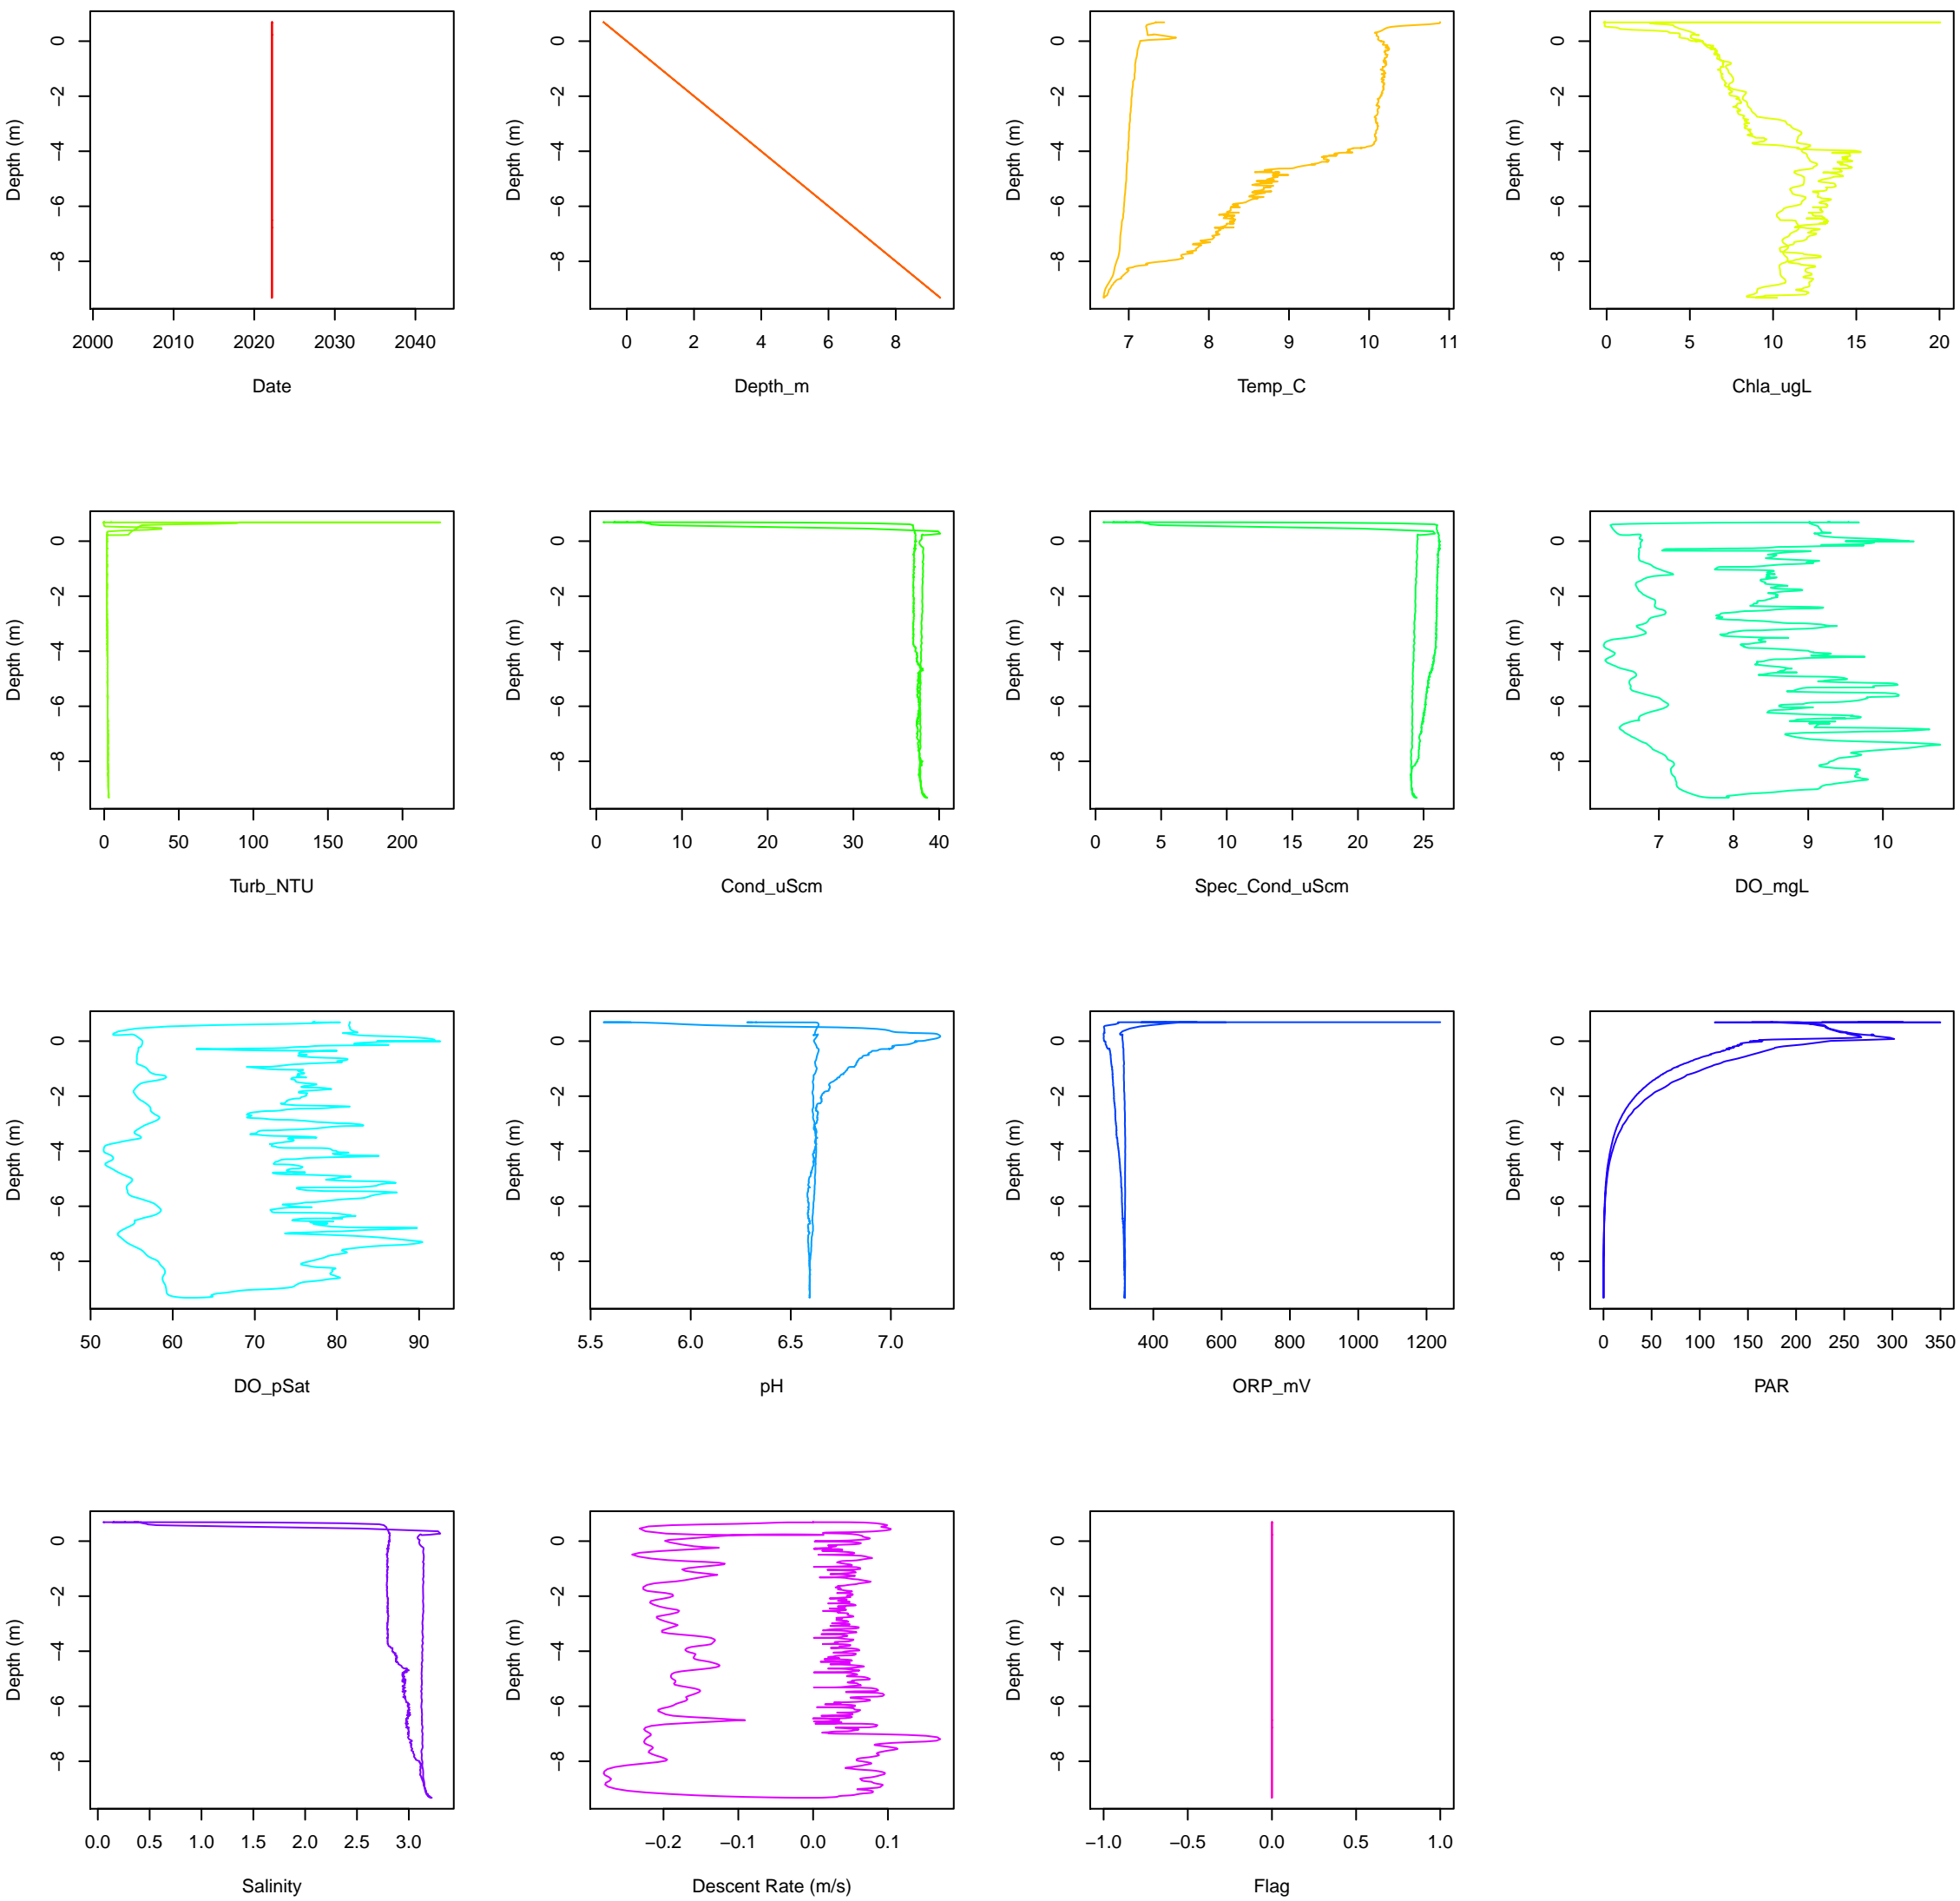 Depth (m)
0
−2
−4
−6
−8
2000 2010 2020 2030 2040
Date
Depth (m)
0
−2
−4
−6
−8
0 2 4 6 8
Depth_m
Depth (m)
0
−2
−4
−6
−8
7 8 9 10 11
Temp_C
Depth (m)
0
−2
−4
−6
−8
0 5 10 15 20
Chla_ugL
Depth (m)
0
−2
−4
−6
−8
0 50 100 150 200
Turb_NTU
Depth (m)
0
−2
−4
−6
−8
0 10 20 30 40
Cond_uScm
Depth (m)
0
−2
−4
−6
−8
0 5 10 15 20 25
Spec_Cond_uScm
Depth (m)
0
−2
−4
−6
−8
7 8 9 10
DO_mgL
Depth (m)
0
−2
−4
−6
−8
50 60 70 80 90
DO_pSat
Depth (m)
0
−2
−4
−6
−8
5.5 6.0 6.5 7.0
pH
Depth (m)
0
−2
−4
−6
−8
400 600 800 1000 1200
ORP_mV
Depth (m)
0
−2
−4
−6
−8
0 50 100 150 200 250 300 350
PAR
Depth (m)
0
−2
−4
−6
−8
0.0 0.5 1.0 1.5 2.0 2.5 3.0
Salinity
Depth (m)
0
−2
−4
−6
−8
−0.2 −0.1 0.0 0.1
Descent Rate (m/s)
Depth (m)
0
−2
−4
−6
−8
−1.0 −0.5 0.0 0.5 1.0
Flag